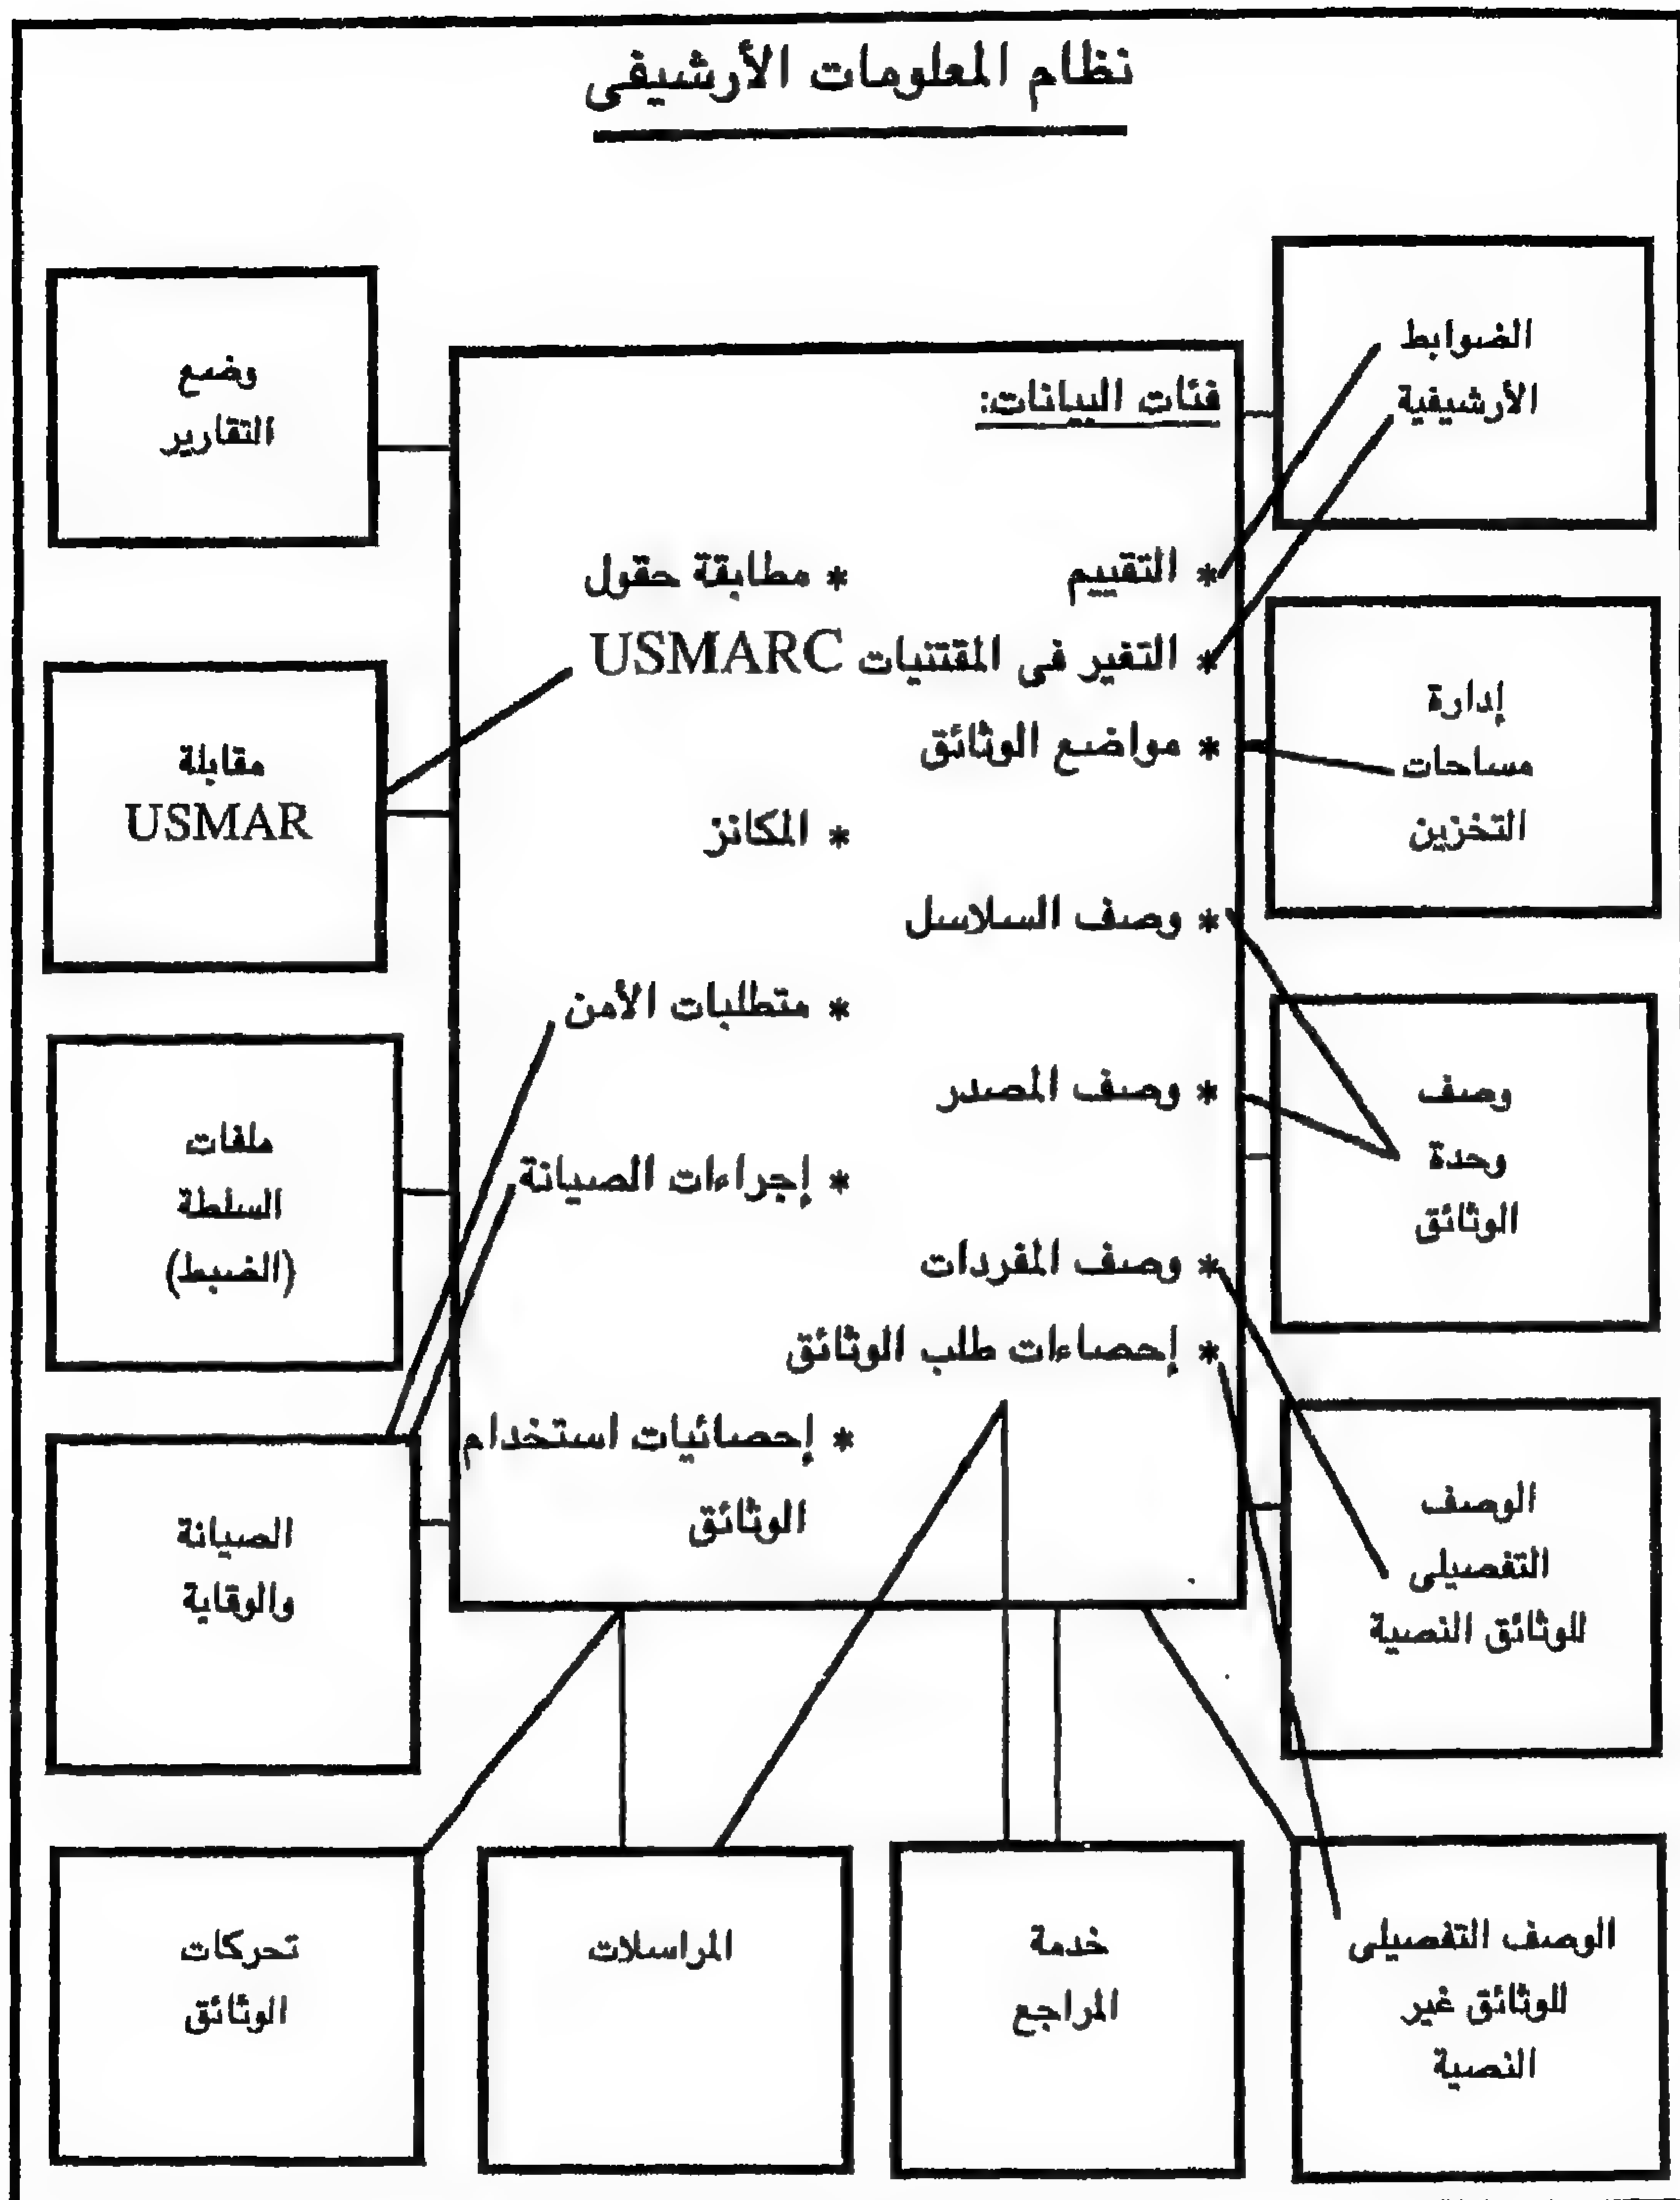 نظام المعلومات الأرشيفى
الضوابط
الأرشيفية
وضع
التقارير
فئات البيانات:
* التقييم
* مطابقة حقول
* التغير فى المقتنيات USMARC
* مواضع الوثائق
* المكانز
* وصف السلاسل
* متطلبات الأمن
* وصف المصدر
* إجراءات الصيانة
* وصف المفردات
* إحصاءات طلب الوثائق
* إحصائيات استخدام
الوثائق
إدارة
مساحات
التخزين
مقابلة
USMAR
وصف
وحدة
الوثائق
ملفات
السلطة
(الضبط)
الوصف
التفصيلى
للوثائق النصية
الصيانة
والوقاية
الوصف التفصيلى
للوثائق غير
النصية
خدمة
المراجع
المراسلات
تحركات
الوثائق